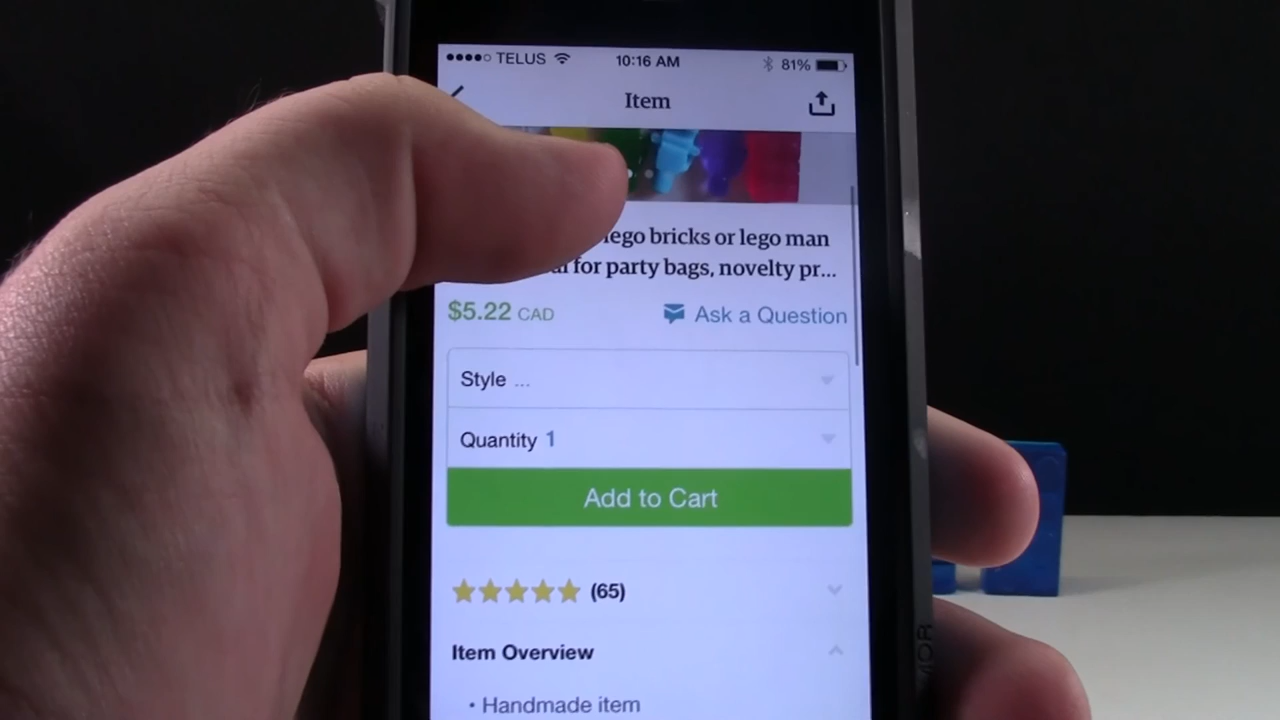 TELUS 10:16 AM 81%
Item
lego bricks or lego man
for party bags, novelty pr...
$5.22 CAD Ask a Question
Style ...
Quantity 1
Add to Cart
(65)
Item Overview
• Handmade item